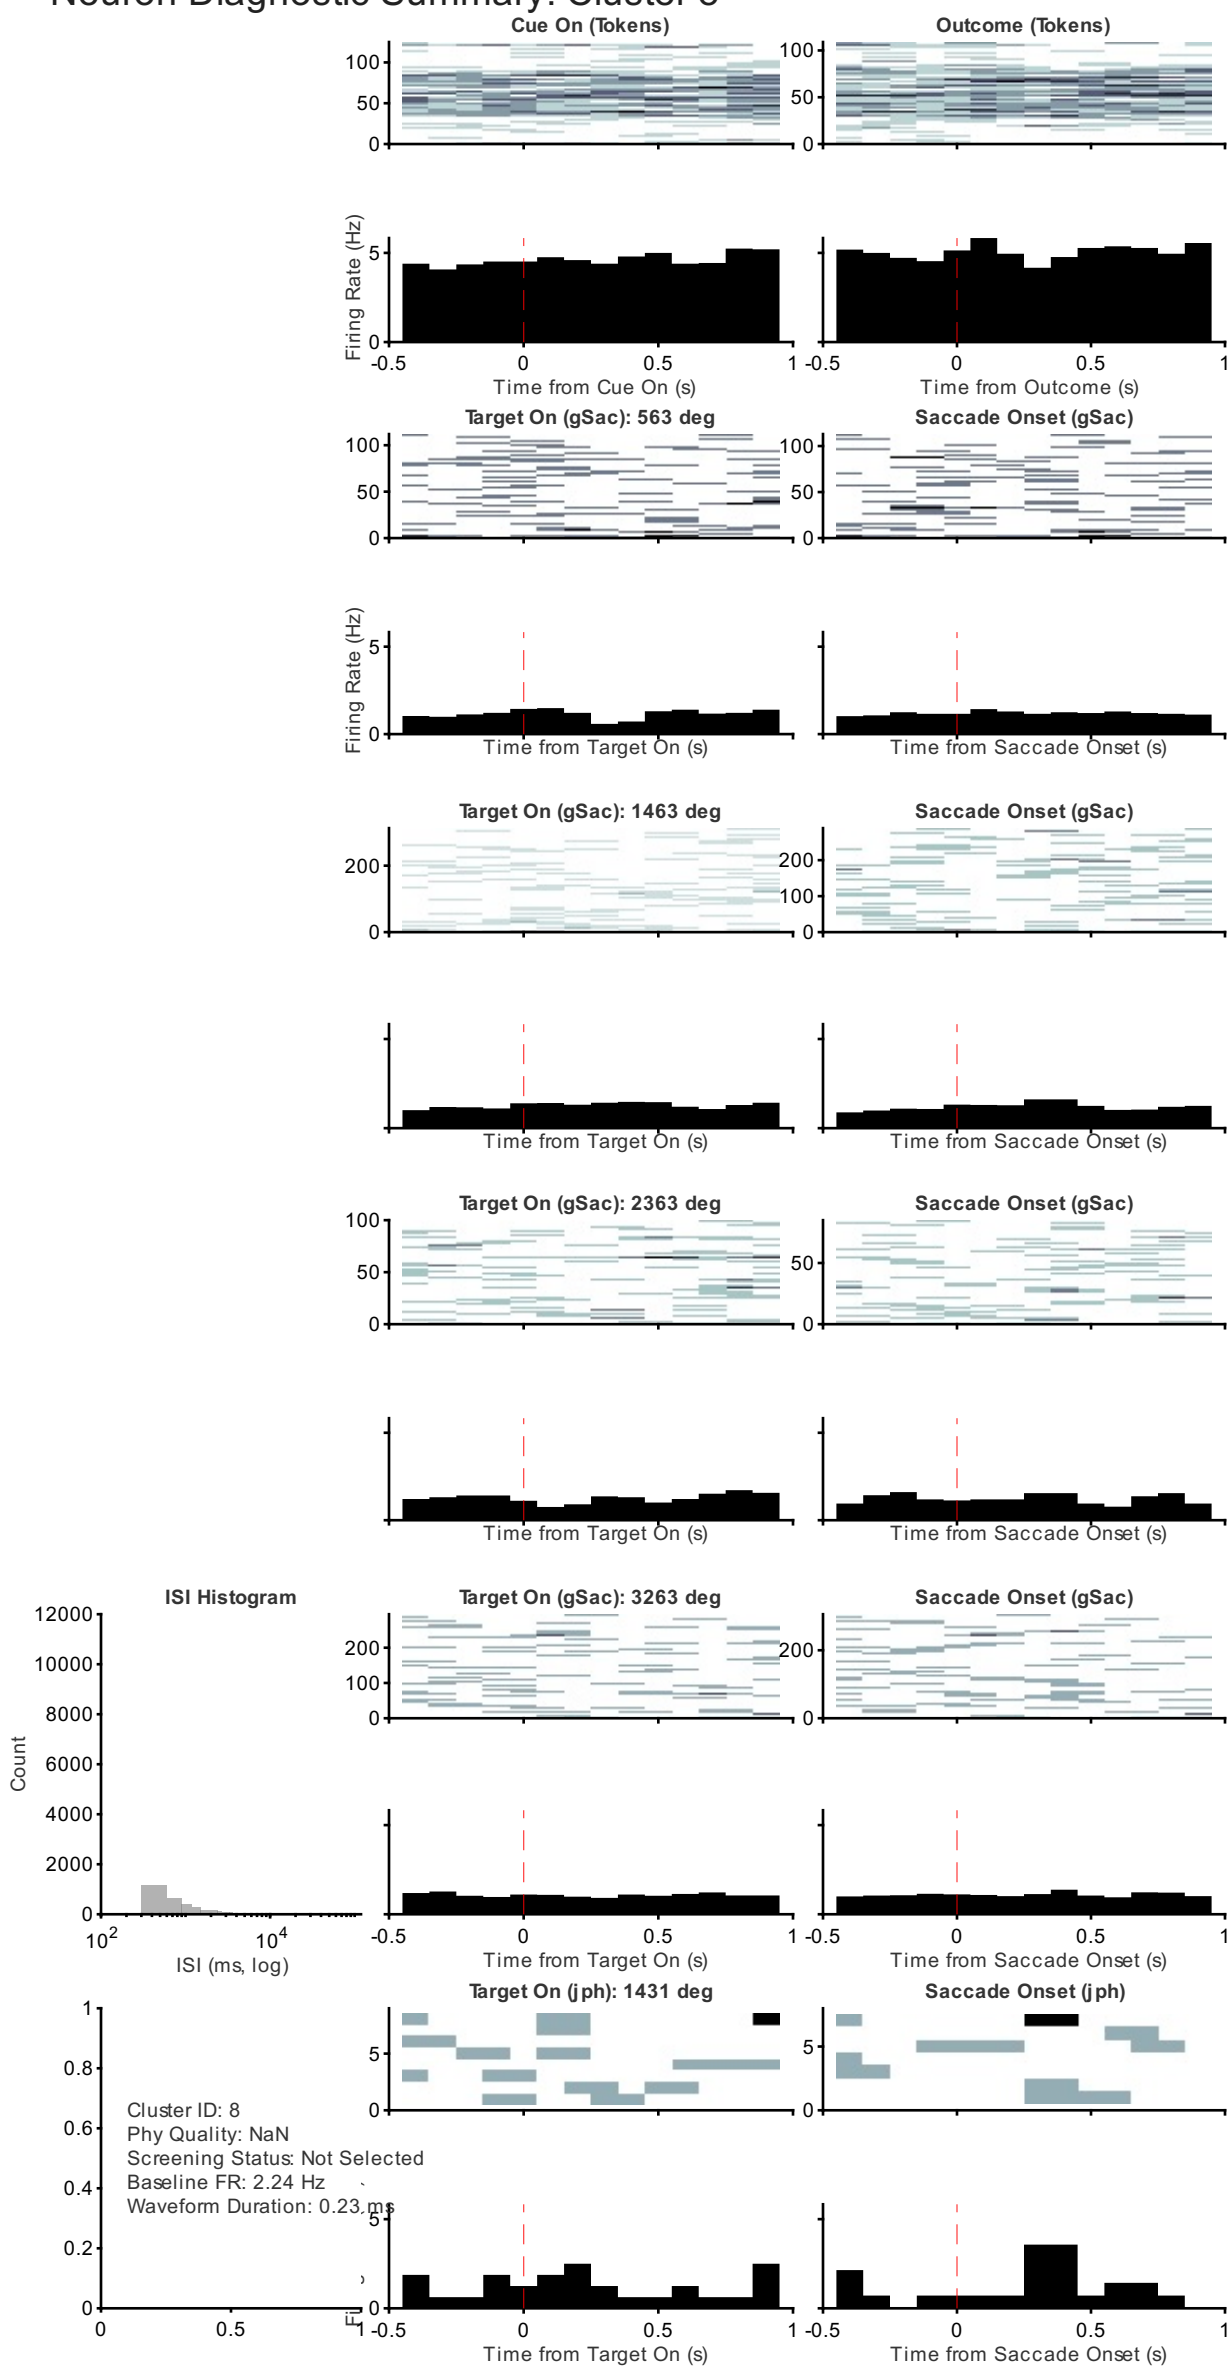 Neuron Diagnostic Summary: Cluster 8
Cue On (Tokens)
Outcome (Tokens)
100
50
0
100
50
0
Firing Rate (Hz)
5
0
-0.5
0
0.5
1
-0.5
0
0.5
1
Time from Cue On (s)
Time from Outcome (s)
Target On (gSac): 563 deg
Saccade Onset (gSac)
100
50
0
100
50
0
Firing Rate (Hz)
5
0
Time from Target On (s)
Time from Saccade Onset (s)
Target On (gSac): 1463 deg
Saccade Onset (gSac)
200
0
200
100
0
Time from Target On (s)
Time from Saccade Onset (s)
Target On (gSac): 2363 deg
Saccade Onset (gSac)
100
50
0
50
0
Time from Target On (s)
Time from Saccade Onset (s)
ISI Histogram
Target On (gSac): 3263 deg
Saccade Onset (gSac)
12000
10000
8000
6000
4000
2000
0
Count
10²
10⁴
ISI (ms, log)
200
100
0
200
0
-0.5
0
0.5
1
-0.5
0
0.5
1
Time from Target On (s)
Time from Saccade Onset (s)
Target On (jph): 1431 deg
Saccade Onset (jph)
1
0.8
0.6
0.4
0.2
0
0
0.5
1
Cluster ID: 8
Phy Quality: NaN
Screening Status: Not Selected
Baseline FR: 2.24 Hz
Waveform Duration: 0.23 ms
5
0
5
0
5
0
-0.5
0
0.5
1
-0.5
0
0.5
1
Time from Target On (s)
Time from Saccade Onset (s)